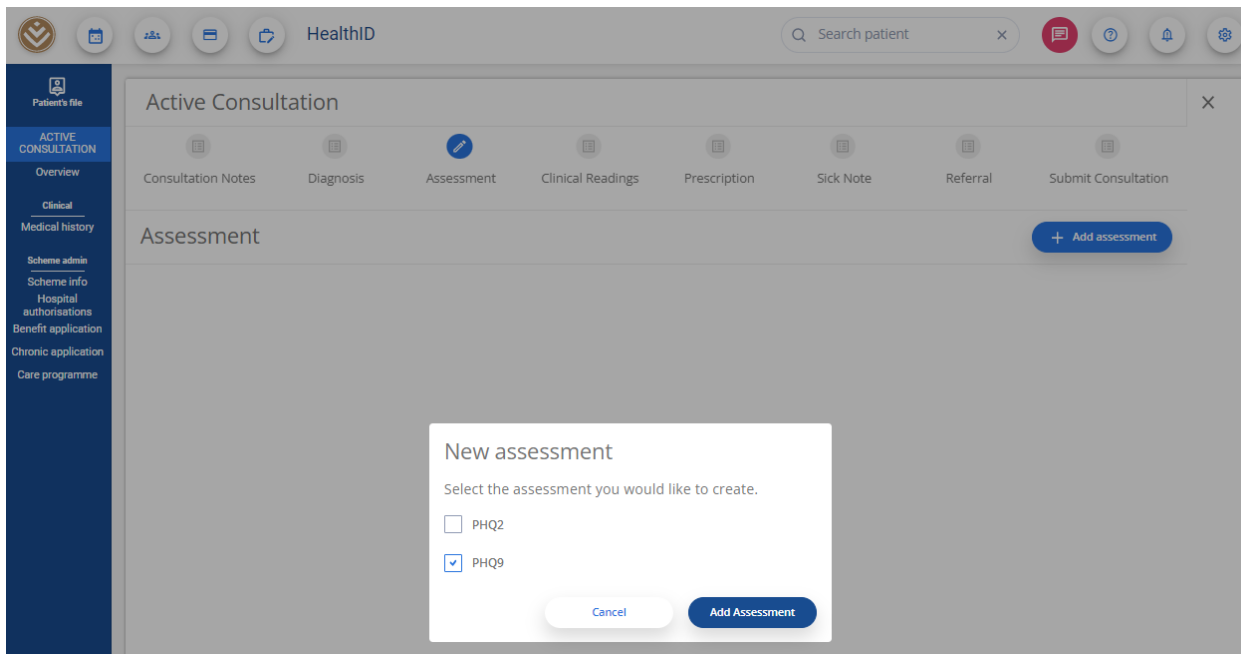 HealthID
Search patient
Patient's file
ACTIVE
CONSULTATION
Overview
Clinical
Medical history
Scheme admin
Scheme info
Hospital
authorisations
Benefit application
Chronic application
Care programme
Active Consultation
Consultation Notes
Diagnosis
Assessment
Clinical Readings
Prescription
Sick Note
Referral
Submit Consultation
Assessment
+ Add assessment
New assessment
Select the assessment you would like to create.
PHQ2
PHQ9
Cancel
Add Assessment